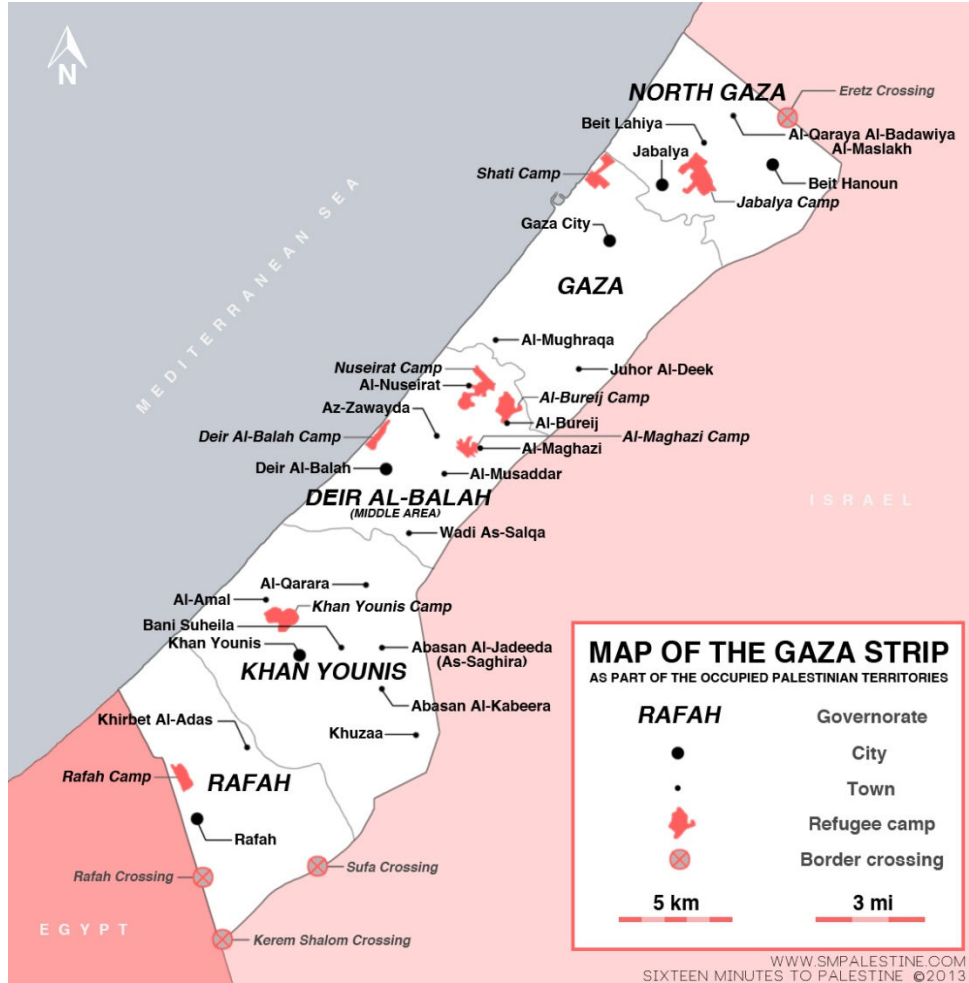 N
NORTH GAZA
Eretz Crossing
Beit Lahiya
Al-Qaraya Al-Badawiya
Al-Maslakh
Jabalya
Shati Camp
Beit Hanoun
Jabalya Camp
Gaza City
MEDITERRANEAN SEA
GAZA
Al-Mughraqa
Nuseirat Camp
Juhor Al-Deek
Al-Nuseirat
Al-Bureij Camp
Az-Zawayda
Al-Bureij
Deir Al-Balah Camp
Al-Maghazi Camp
Al-Maghazi
Deir Al-Balah
Al-Musaddar
DEIR AL-BALAH
(MIDDLE AREA)
ISRAEL
Wadi As-Salqa
Al-Qarara
Al-Amal
Khan Younis Camp
Bani Suheila
Khan Younis
Abasan Al-Jadeeda
(As-Saghira)
KHAN YOUNIS
Abasan Al-Kabeera
Khirbet Al-Adas
Khuzaa
Rafah Camp
RAFAH
Rafah
Sufa Crossing
Rafah Crossing
EGYPT
Kerem Shalom Crossing
MAP OF THE GAZA STRIP
AS PART OF THE OCCUPIED PALESTINIAN TERRITORIES
RAFAH Governorate
City
Town
Refugee camp
Border crossing
5 km 3 mi
WWW.SMPALESTINE.COM
SIXTEEN MINUTES TO PALESTINE ©2013